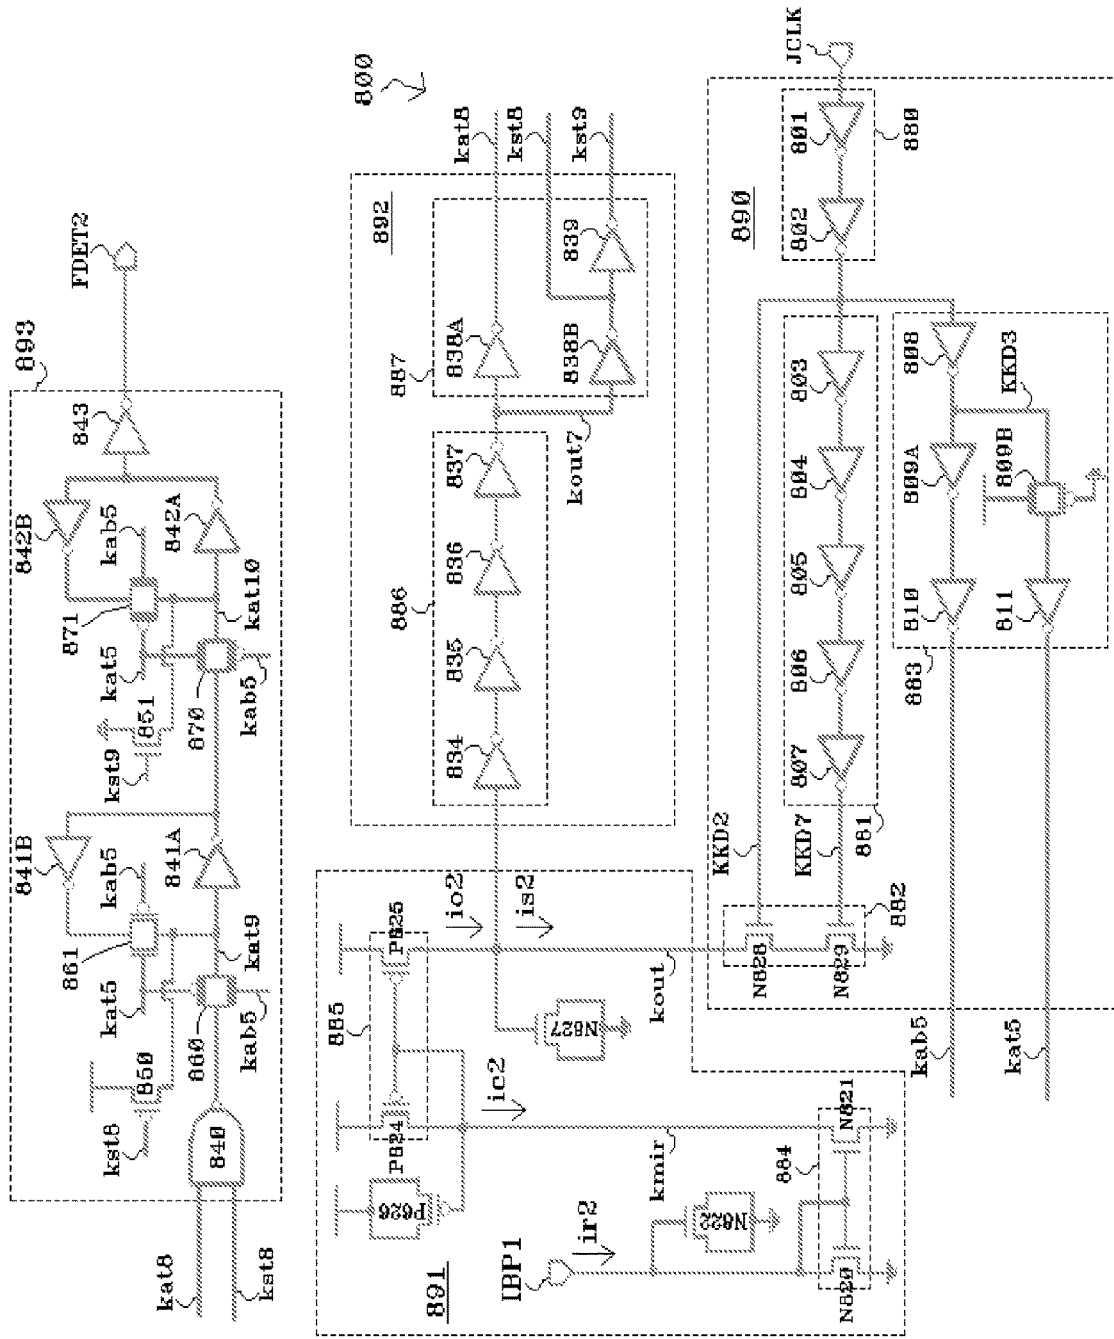 800
FDET2
893
843
842B
kab5
842A
871
kat5
kat10
851
870
kab5
kst9
841B
kab5
841A
861
kat5
kat9
850
860
kab5
kst8
840
kat8
kst8
kat8
kst8
kst9
892
887
838A
838B
839
kout7
886
837
836
835
834
891
885
P825
P824
P626
io2
is2
ic2
N827
kout
kmir
IBP1
ir2
N822
884
N821
N820
JCLK
890
880
801
802
803
804
805
806
807
881
KKD2
KKD7
882
N828
N829
808
KKD3
809A
809B
810
811
883
kab5
kat5